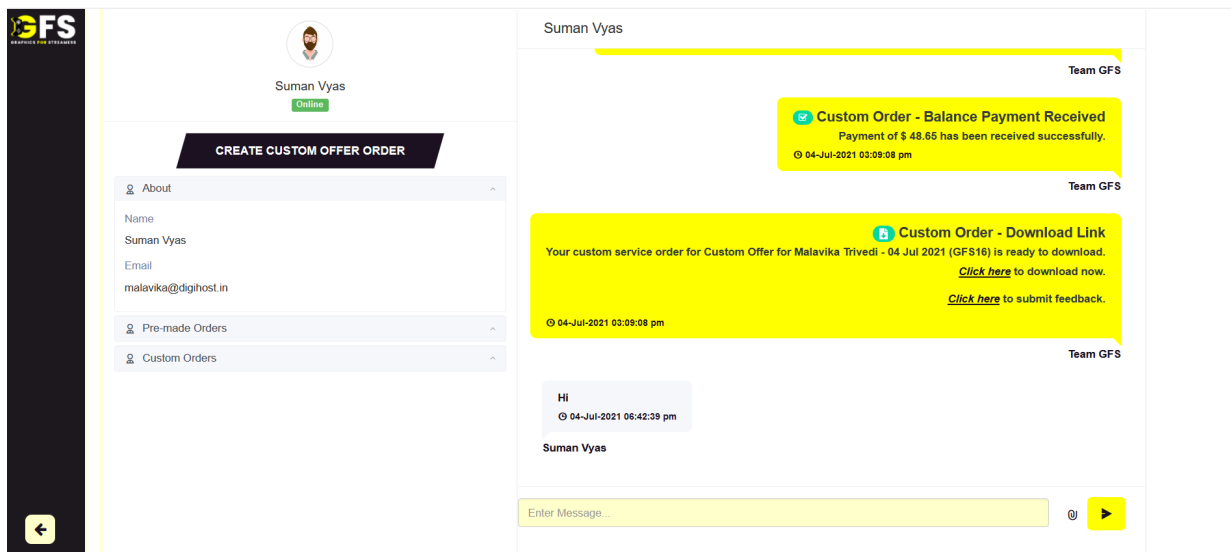 GFS
GRAPHICS FOR STREAMERS
Suman Vyas
Online
CREATE CUSTOM OFFER ORDER
About
Name
Suman Vyas
Email
malavika@digihost.in
Pre-made Orders
Custom Orders
Suman Vyas
Team GFS
Custom Order - Balance Payment Received
Payment of $ 48.65 has been received successfully.
04-Jul-2021 03:09:08 pm
Team GFS
Custom Order - Download Link
Your custom service order for Custom Offer for Malavika Trivedi - 04 Jul 2021 (GFS16) is ready to download.
Click here to download now.
Click here to submit feedback.
04-Jul-2021 03:09:08 pm
Team GFS
Hi
04-Jul-2021 06:42:39 pm
Suman Vyas
Enter Message...